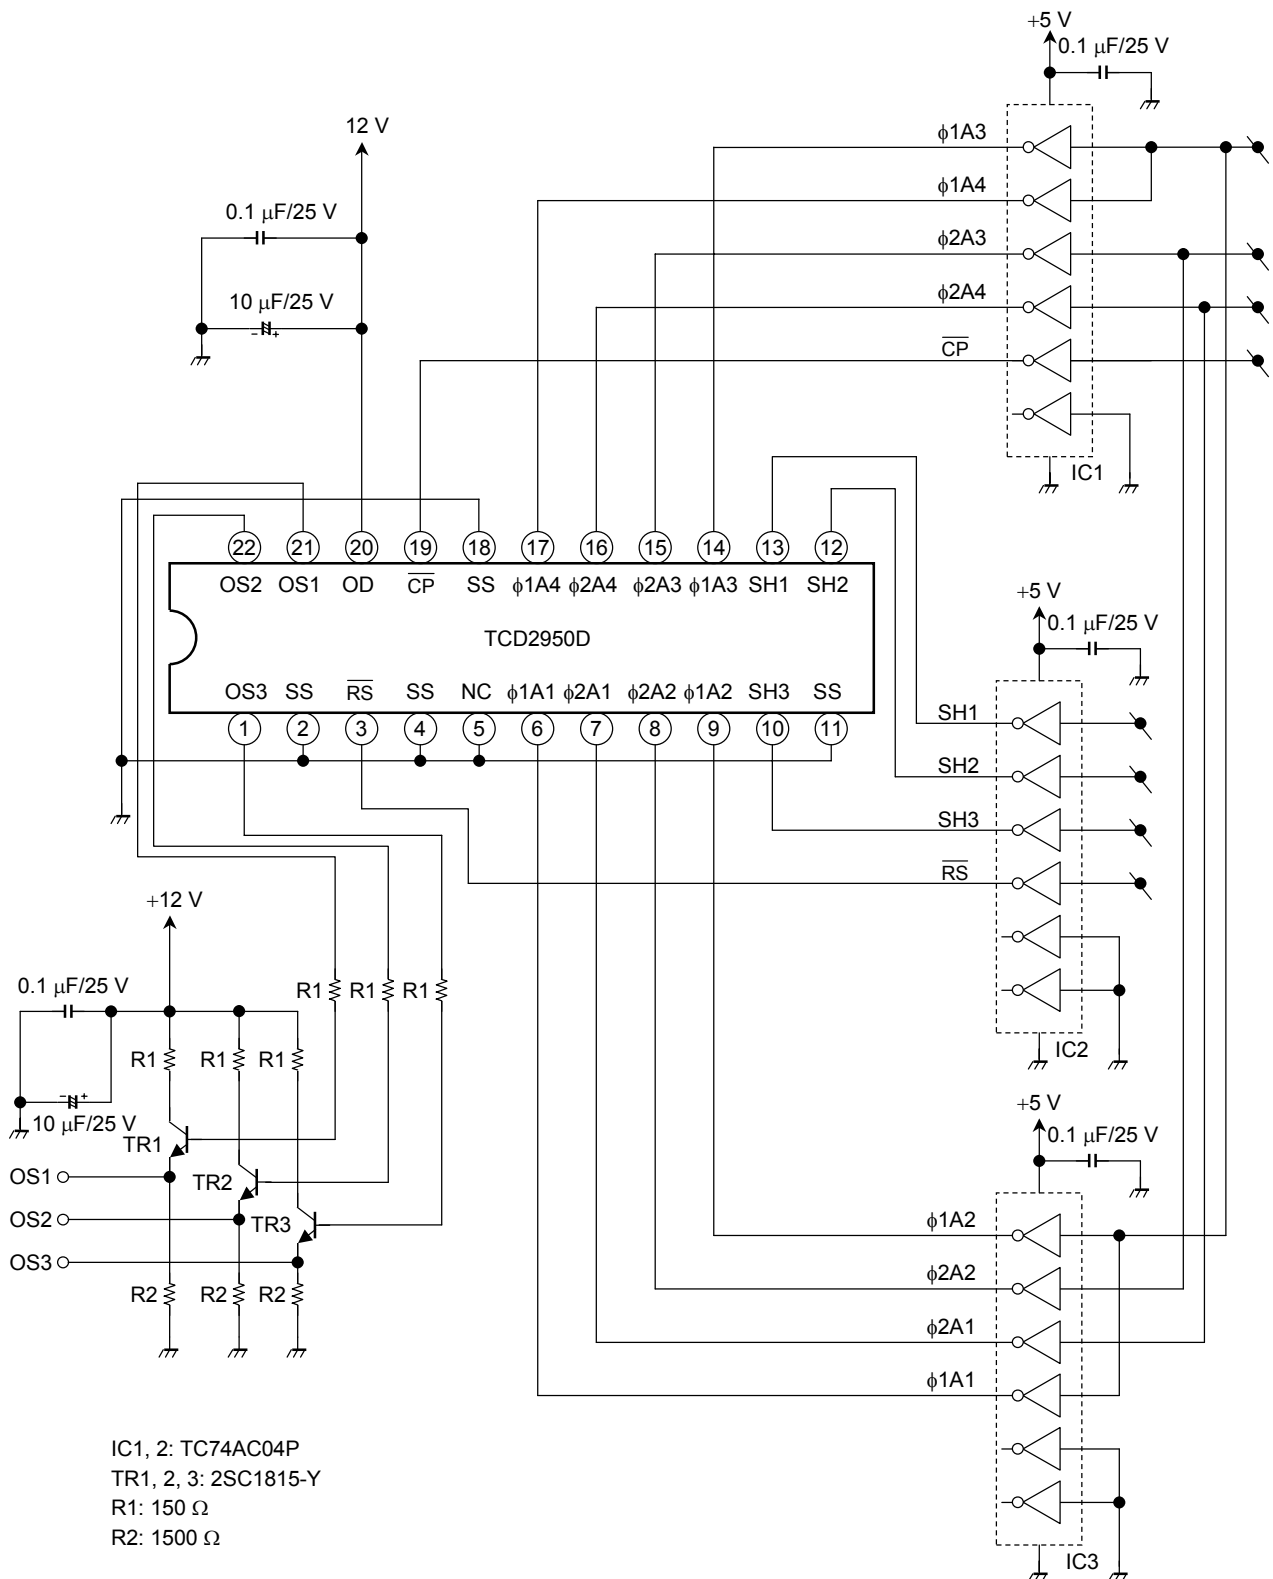 +5 V
0.1 μF/25 V
12 V
0.1 μF/25 V
10 μF/25 V
- +
ϕ1A3
ϕ1A4
ϕ2A3
ϕ2A4
C̅P̅
IC1
22 21 20 19 18 17 16 15 14 13 12
OS2 OS1 OD C̅P̅ SS ϕ1A4 ϕ2A4 ϕ2A3 ϕ1A3 SH1 SH2
TCD2950D
OS3 SS R̅S̅ SS NC ϕ1A1 ϕ2A1 ϕ2A2 ϕ1A2 SH3 SS
1 2 3 4 5 6 7 8 9 10 11
+5 V
0.1 μF/25 V
SH1
SH2
SH3
R̅S̅
IC2
+12 V
0.1 μF/25 V
R1 R1 R1
R1 R1 R1
- +
10 μF/25 V
TR1
TR2
TR3
OS1
OS2
OS3
R2 R2 R2
+5 V
0.1 μF/25 V
ϕ1A2
ϕ2A2
ϕ2A1
ϕ1A1
IC3
IC1, 2: TC74AC04P
TR1, 2, 3: 2SC1815-Y
R1: 150 Ω
R2: 1500 Ω